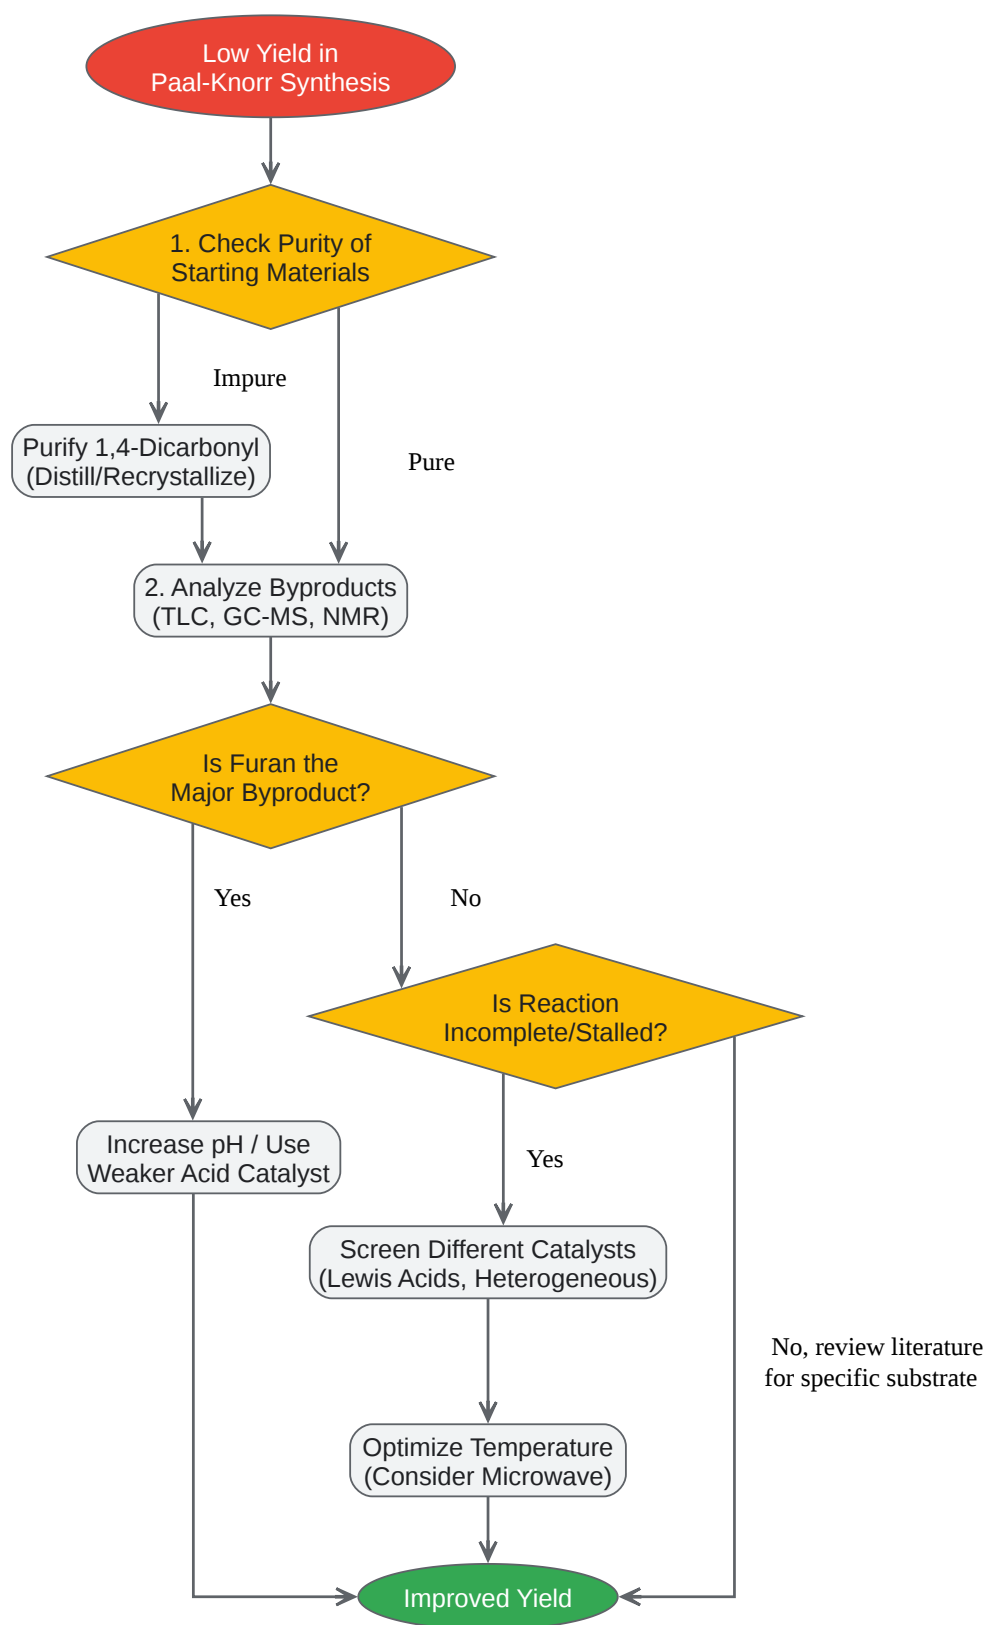 Low Yield in
Paal-Knorr Synthesis
1. Check Purity of
Starting Materials
Impure
Purify 1,4-Dicarbonyl
(Distill/Recrystallize)
Pure
2. Analyze Byproducts
(TLC, GC-MS, NMR)
Is Furan the
Major Byproduct?
Yes
No
Is Reaction
Incomplete/Stalled?
Increase pH / Use
Weaker Acid Catalyst
Yes
Screen Different Catalysts
(Lewis Acids, Heterogeneous)
No, review literature
for specific substrate
Optimize Temperature
(Consider Microwave)
Improved Yield